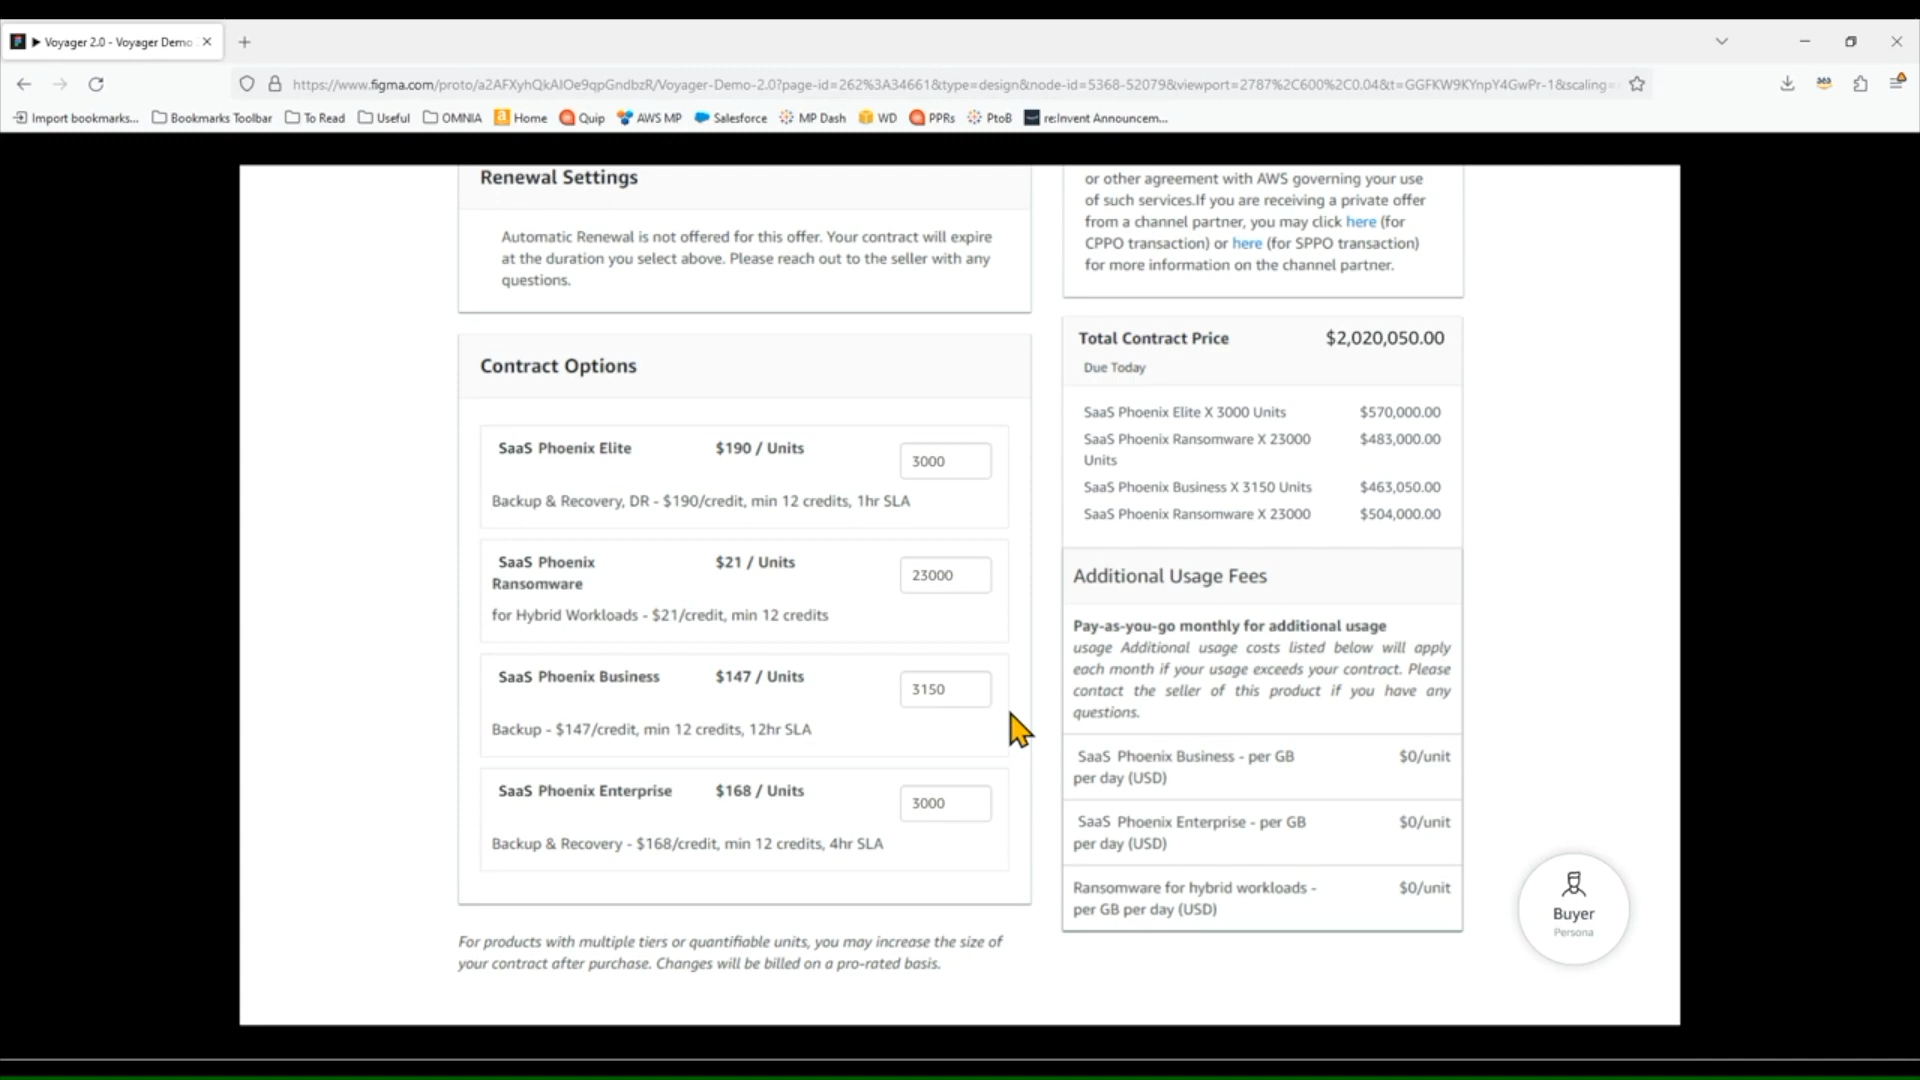 Voyager 2.0 - Voyager Demo
https://www.figma.com/proto/a2AFXyhQkAIOe9qpGndbzR/Voyager-Demo-2.0?page-id=262%3A34661&type=design&node-id=5368-52079&viewport=2787%2C600%2C0.04&t=GGFKW9KYnpY4GwPr-1&scaling=
Import bookmarks... Bookmarks Toolbar To Read Useful OMNIA Home Quip AWS MP Salesforce MP Dash WD PPRs PtoB re:Invent Announcem...
Renewal Settings
Automatic Renewal is not offered for this offer. Your contract will expire
at the duration you select above. Please reach out to the seller with any
questions.
Contract Options
SaaS Phoenix Elite $190 / Units 3000
Backup & Recovery, DR - $190/credit, min 12 credits, 1hr SLA
SaaS Phoenix $21 / Units 23000
Ransomware
for Hybrid Workloads - $21/credit, min 12 credits
SaaS Phoenix Business $147 / Units 3150
Backup - $147/credit, min 12 credits, 12hr SLA
SaaS Phoenix Enterprise $168 / Units 3000
Backup & Recovery - $168/credit, min 12 credits, 4hr SLA
For products with multiple tiers or quantifiable units, you may increase the size of
your contract after purchase. Changes will be billed on a pro-rated basis.
or other agreement with AWS governing your use
of such services.If you are receiving a private offer
from a channel partner, you may click here (for
CPPO transaction) or here (for SPPO transaction)
for more information on the channel partner.
Total Contract Price $2,020,050.00
Due Today
SaaS Phoenix Elite X 3000 Units $570,000.00
SaaS Phoenix Ransomware X 23000 $483,000.00
Units
SaaS Phoenix Business X 3150 Units $463,050.00
SaaS Phoenix Ransomware X 23000 $504,000.00
Additional Usage Fees
Pay-as-you-go monthly for additional usage
usage Additional usage costs listed below will apply
each month if your usage exceeds your contract. Please
contact the seller of this product if you have any
questions.
SaaS Phoenix Business - per GB $0/unit
per day (USD)
SaaS Phoenix Enterprise - per GB $0/unit
per day (USD)
Ransomware for hybrid workloads - $0/unit
per GB per day (USD)
Buyer
Persona